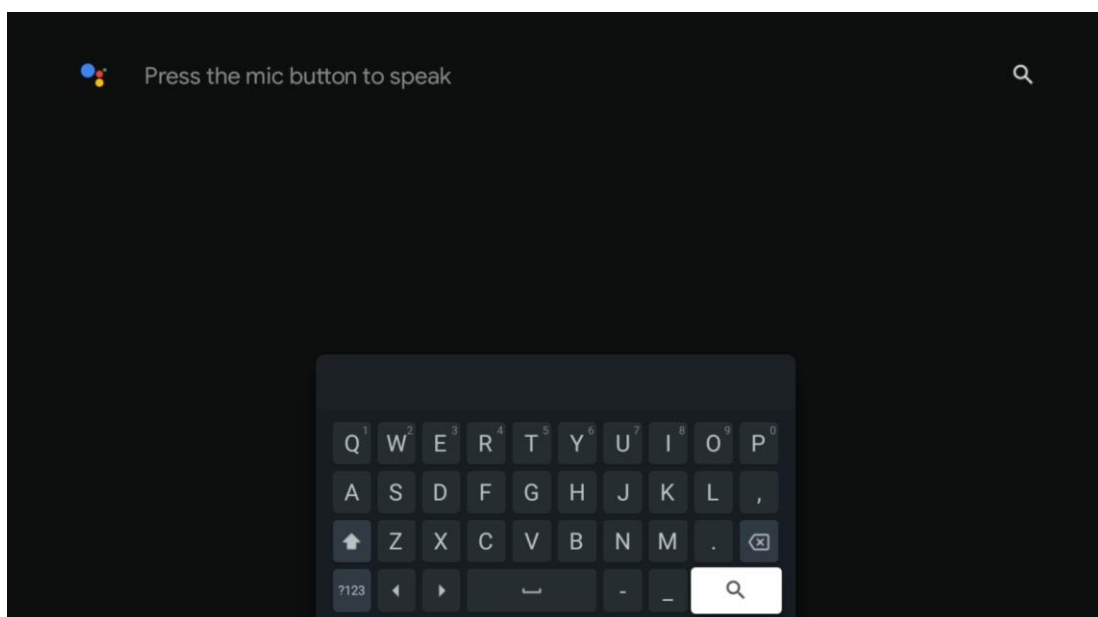 Press the mic button to speak
Q1 W2 E3 R4 T5 Y6 U7 I8 O9 P0
A S D F G H J K L ,
Z X C V B N M .
?123 - _